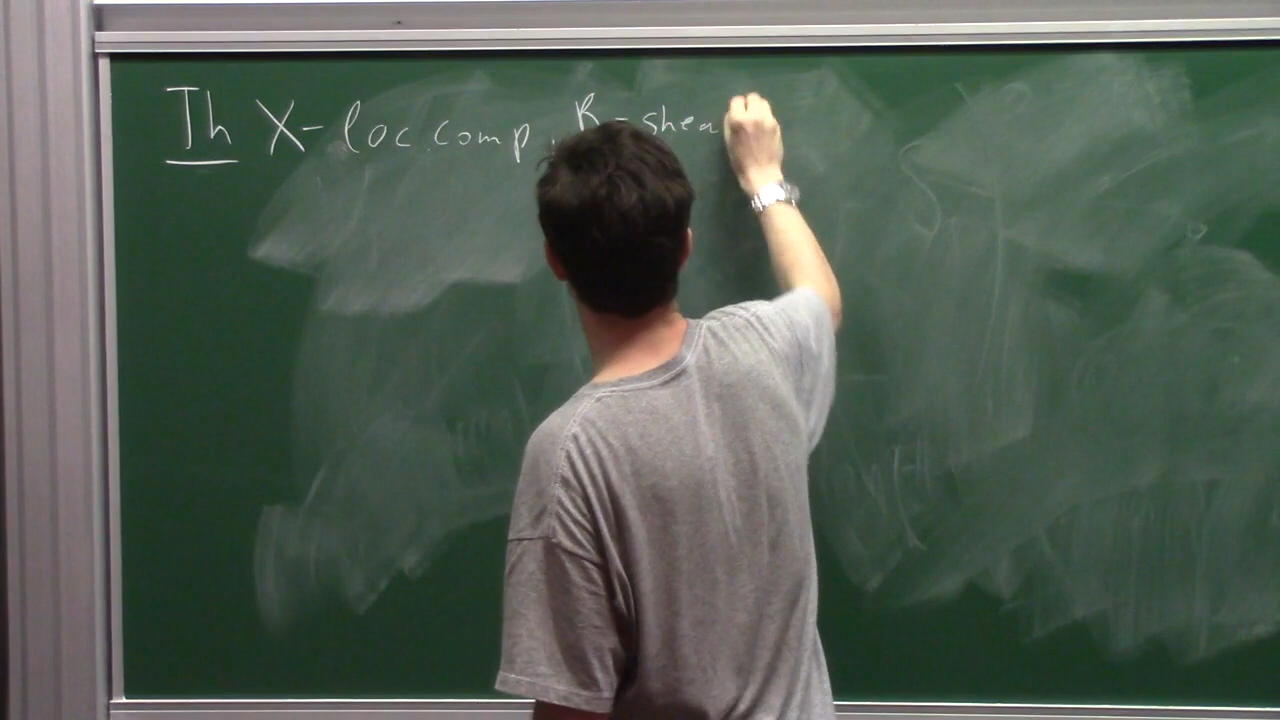 Th X - loc. comp., B - shea